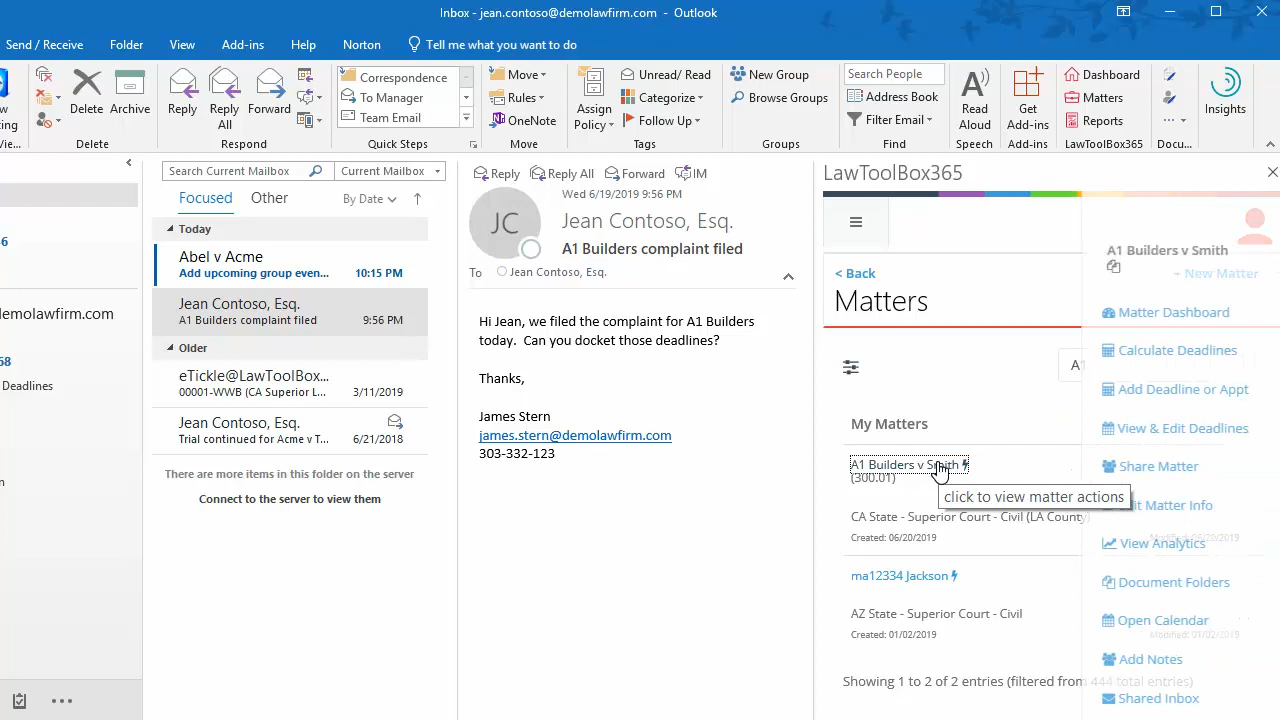 Inbox - jean.contoso@demolawfirm.com - Outlook
Send / Receive Folder View Add-ins Help Norton Tell me what you want to do
Delete Archive
Delete
Reply Reply All Forward
Respond
Correspondence
To Manager
Team Email
Quick Steps
Move
Rules
OneNote
Move
Assign Policy
Unread/ Read
Categorize
Follow Up
Tags
New Group
Browse Groups
Groups
Search People
Address Book
Filter Email
Find
Read Aloud
Speech
Get Add-ins
Add-ins
Dashboard
Matters
Reports
LawToolBox365
Docu...
Insights
68
Deadlines
Search Current Mailbox Current Mailbox
Focused Other By Date
Today
Abel v Acme
Add upcoming group even... 10:15 PM
Jean Contoso, Esq.
A1 Builders complaint filed 9:56 PM
Older
eTickle@LawToolBox...
00001-WWB (CA Superior L... 3/11/2019
Jean Contoso, Esq.
Trial continued for Acme v T... 6/21/2018
There are more items in this folder on the server
Connect to the server to view them
Reply Reply All Forward IM
Wed 6/19/2019 9:56 PM
JC
Jean Contoso, Esq.
A1 Builders complaint filed
To Jean Contoso, Esq.
Hi Jean, we filed the complaint for A1 Builders
today. Can you docket those deadlines?
Thanks,
James Stern
james.stern@demolawfirm.com
303-332-123
LawToolBox365
< Back
Matters
A1
My Matters
A1 Builders v Smith
(300.01)
click to view matter actions
CA State - Superior Court - Civil (LA County)
Created: 06/20/2019
ma12334 Jackson
AZ State - Superior Court - Civil
Created: 01/02/2019
Modified: 01/02/2019
Showing 1 to 2 of 2 entries (filtered from 444 total entries)
A1 Builders v Smith
New Matter
Matter Dashboard
Calculate Deadlines
Add Deadline or Appt
View & Edit Deadlines
Share Matter
Matter Info
View Analytics
Document Folders
Open Calendar
Add Notes
Shared Inbox